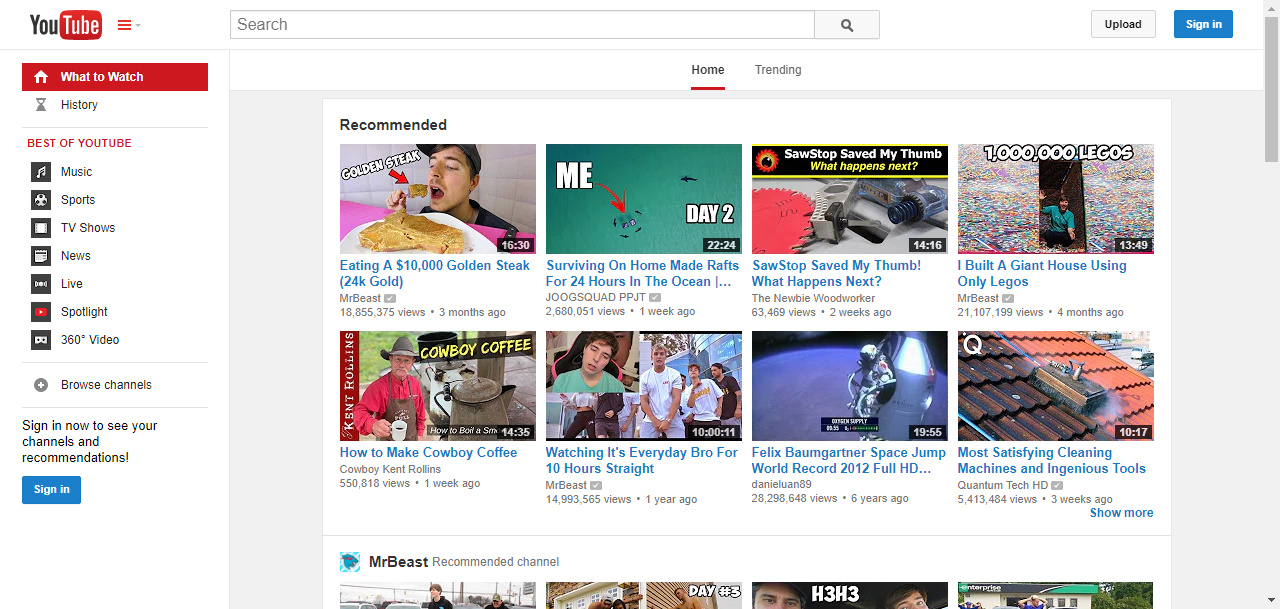 YouTube
Search
Upload
Sign in
What to Watch
History
BEST OF YOUTUBE
Music
Sports
TV Shows
News
Live
Spotlight
360° Video
Browse channels
Sign in now to see your
channels and
recommendations!
Sign in
Home
Trending
Recommended
GOLDEN STEAK
16:30
Eating A $10,000 Golden Steak
(24k Gold)
MrBeast
18,855,375 views • 3 months ago
ME
DAY 2
22:24
Surviving On Home Made Rafts
For 24 Hours In The Ocean |...
JOOGSQUAD PPJT
2,680,051 views • 1 week ago
SawStop Saved My Thumb
What happens next?
14:16
SawStop Saved My Thumb!
What Happens Next?
The Newbie Woodworker
63,469 views • 2 weeks ago
1,000,000 LEGOS
13:49
I Built A Giant House Using
Only Legos
MrBeast
21,107,199 views • 4 months ago
KENT ROLLINS
COWBOY COFFEE
How to Boil a Sm
14:35
How to Make Cowboy Coffee
Cowboy Kent Rollins
550,818 views • 1 week ago
10:00:11
Watching It's Everyday Bro For
10 Hours Straight
MrBeast
14,993,565 views • 1 year ago
OXYGEN SUPPLY
19:55
Felix Baumgartner Space Jump
World Record 2012 Full HD...
danieluan89
28,298,648 views • 6 years ago
Q
10:17
Most Satisfying Cleaning
Machines and Ingenious Tools
Quantum Tech HD
5,413,484 views • 3 weeks ago
Show more
MrBeast Recommended channel
DAY #3
H3H3
enterprise